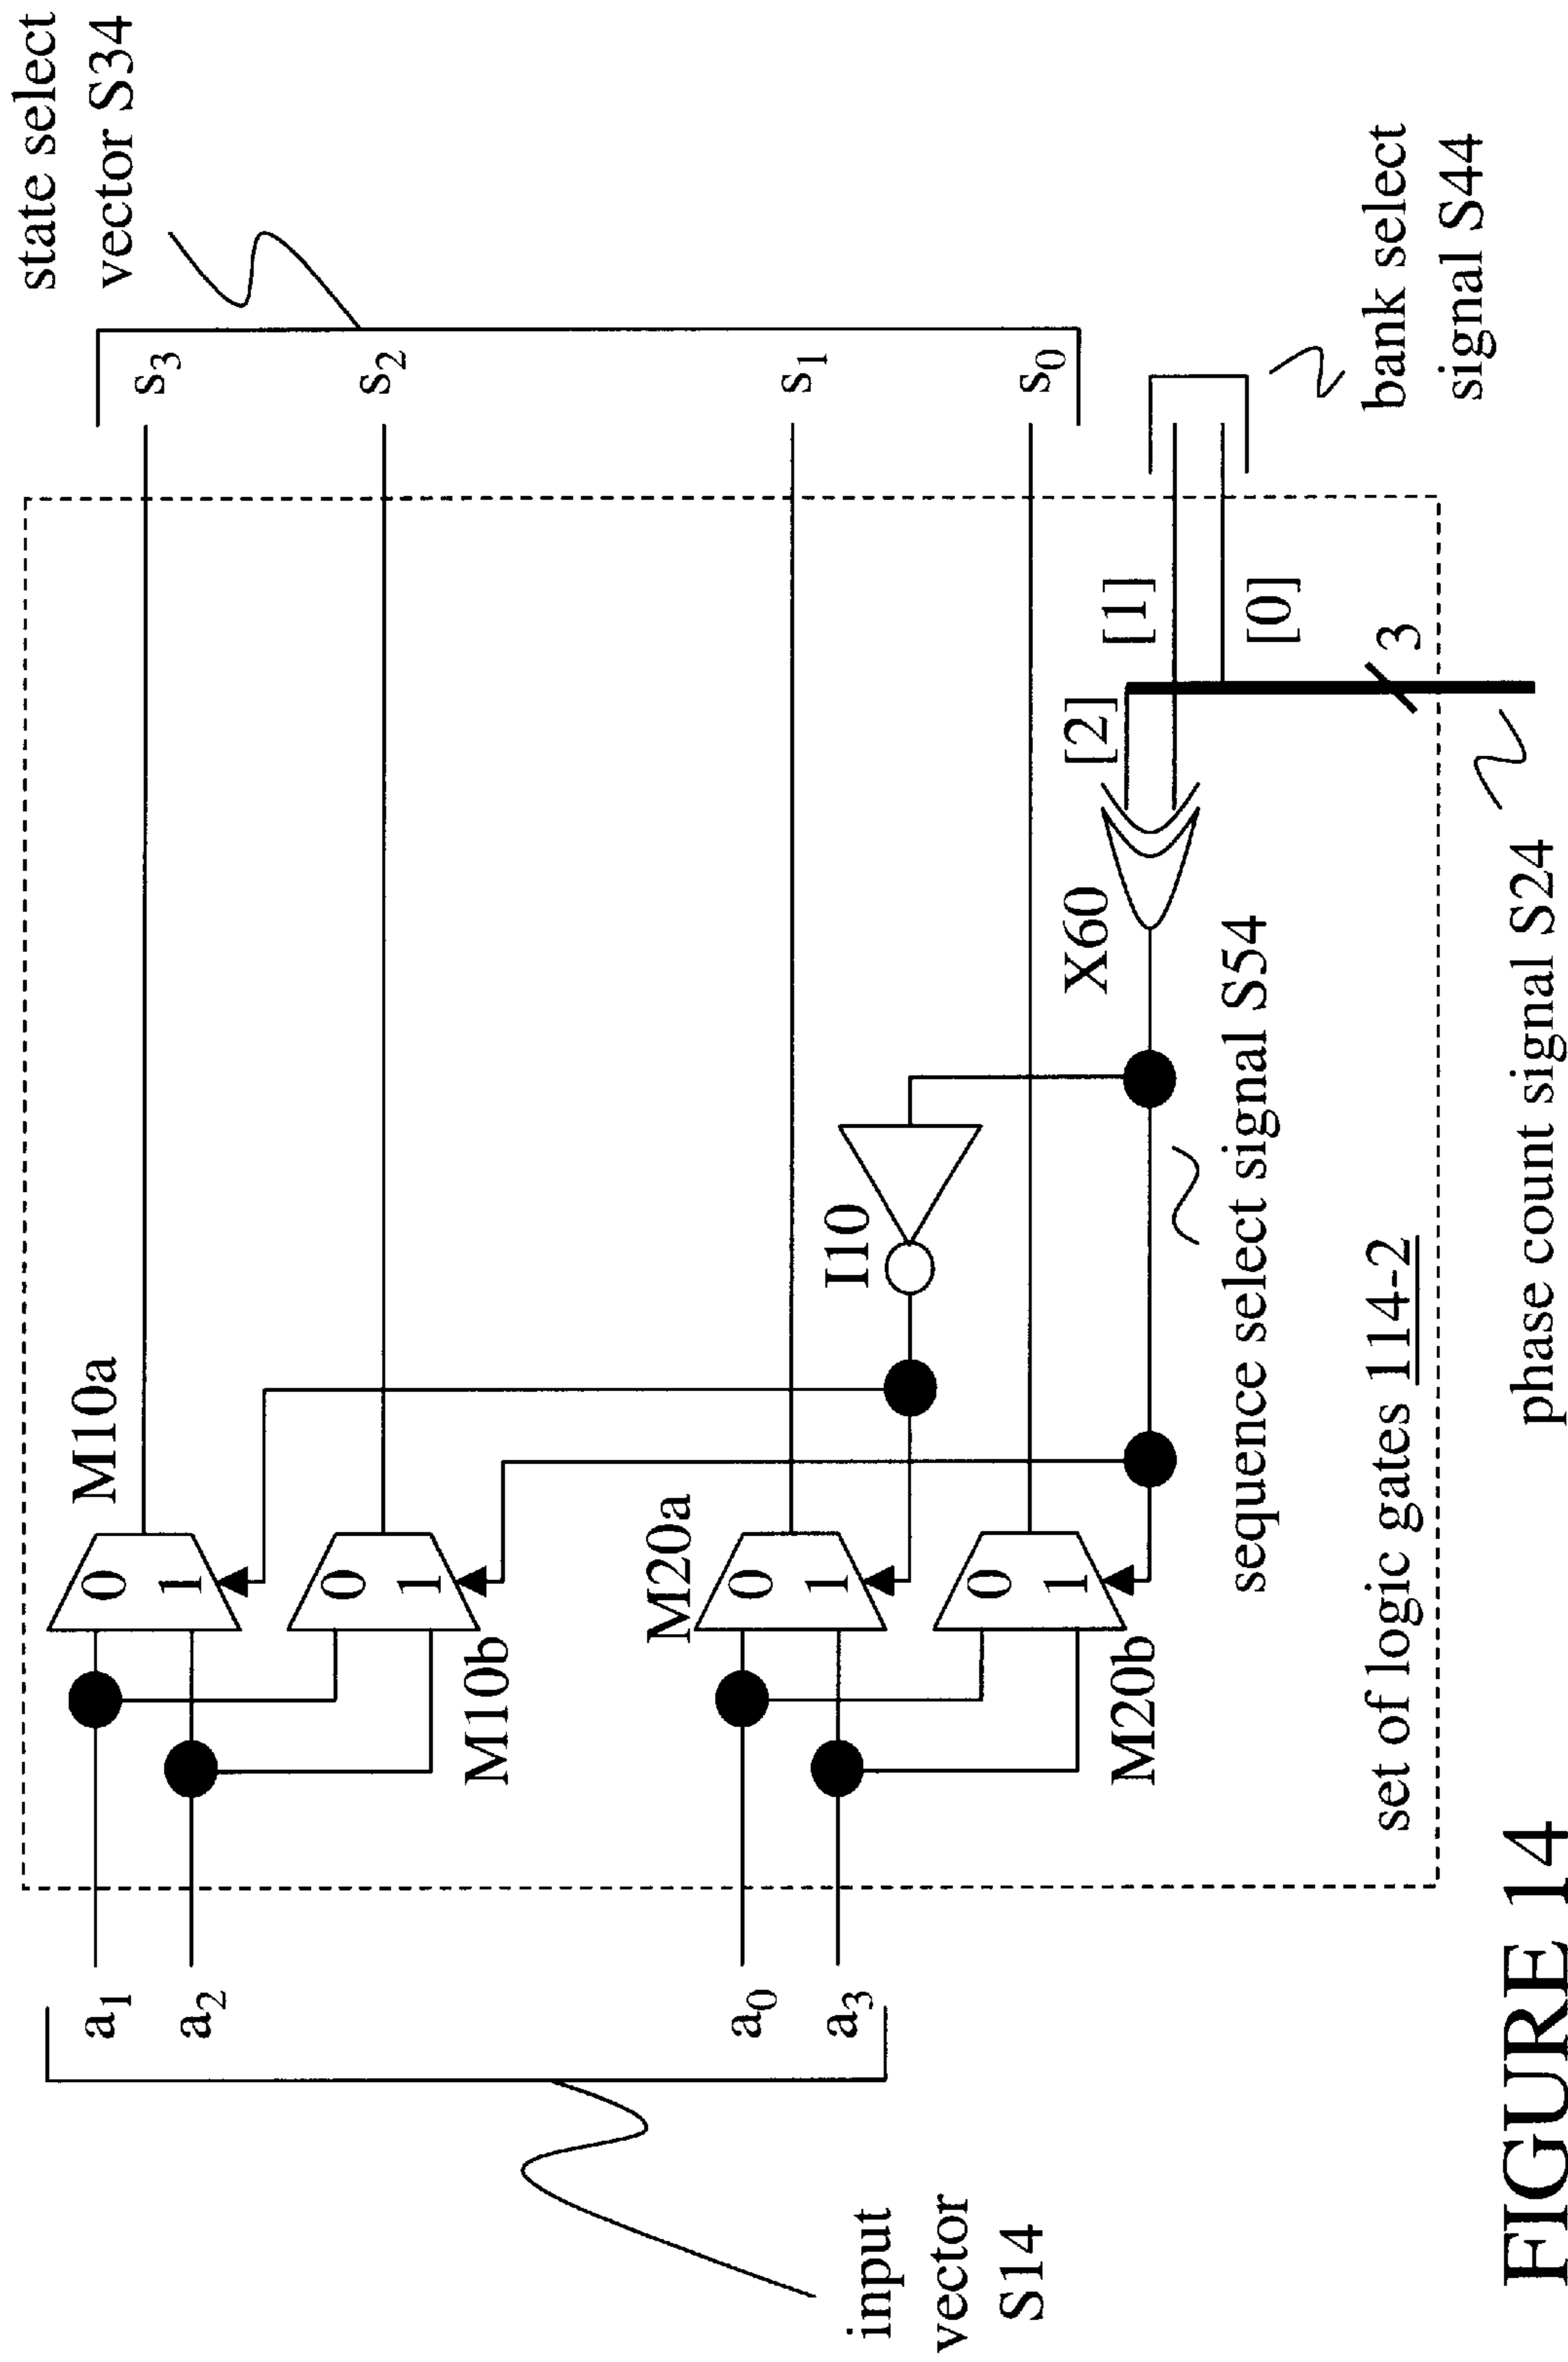 state select
vector S34
s3
s2
s1
s0
bank select
signal S44
[1]
[0]
[2]
3
X60
I10
M10a
0
1
0
1
M10b
M20a
0
1
0
1
M20b
a1
a2
a0
a3
input
vector
S14
sequence select signal S54
set of logic gates 114-2
phase count signal S24
FIGURE 14